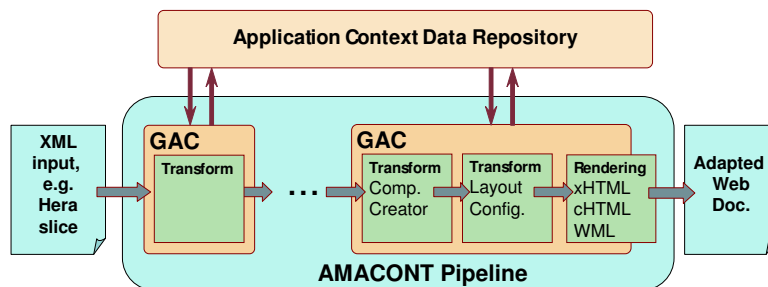 Application Context Data Repository
XML
input,
e.g.
Hera
slice
GAC
Transform
...
GAC
Transform
Comp.
Creator
Transform
Layout
Config.
Rendering
xHTML
cHTML
WML
Adapted
Web
Doc.
AMACONT Pipeline